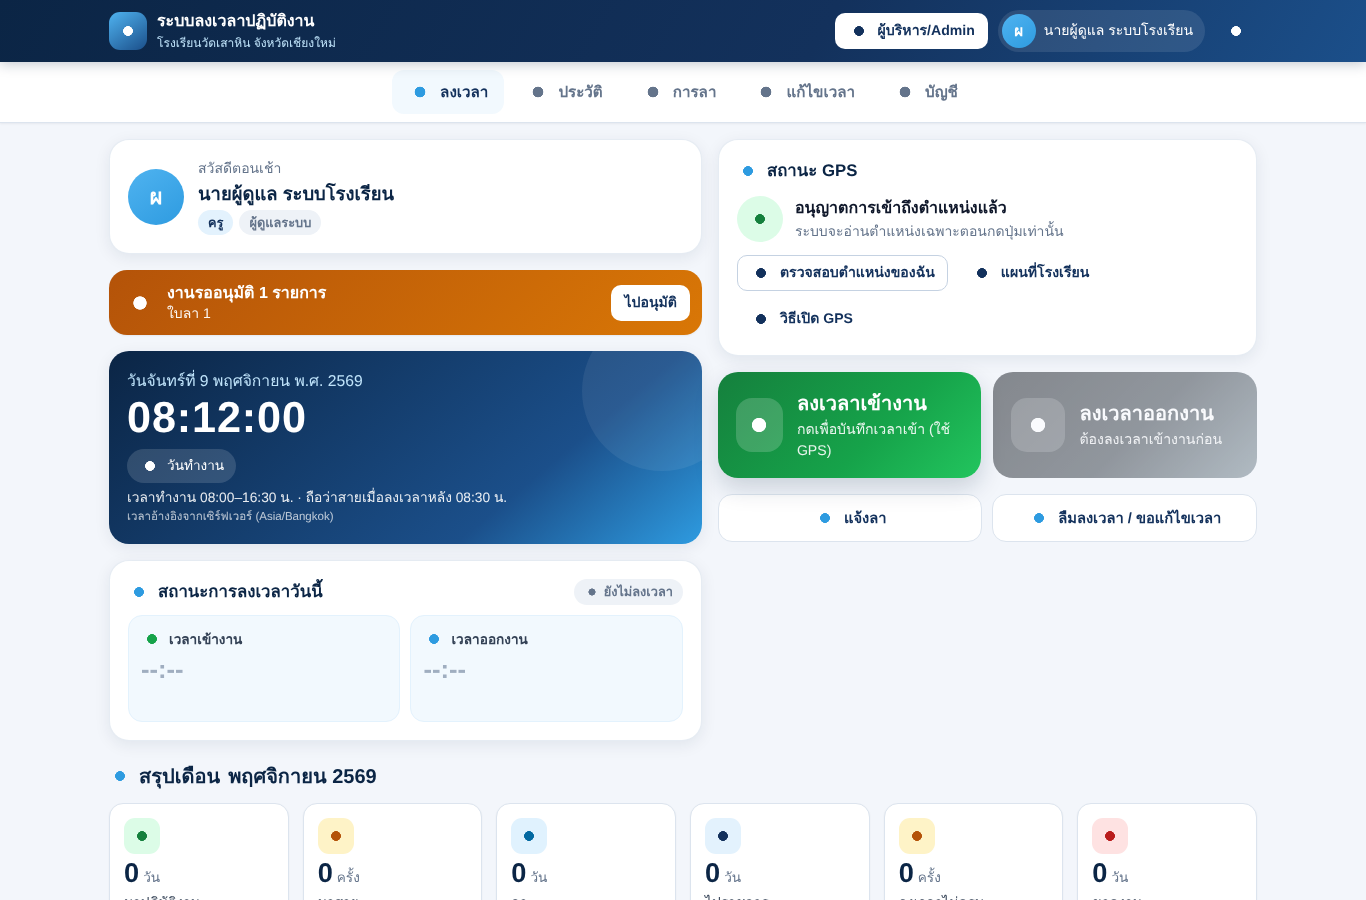 ระบบลงเวลาปฏิบัติงาน
โรงเรียนวัดเสาหิน จังหวัดเชียงใหม่
ผู้บริหาร/Admin
ผ
นายผู้ดูแล ระบบโรงเรียน
ลงเวลา
ประวัติ
การลา
แก้ไขเวลา
บัญชี
ผ
สวัสดีตอนเช้า
นายผู้ดูแล ระบบโรงเรียน
ครู
ผู้ดูแลระบบ
งานรออนุมัติ 1 รายการ
ใบลา 1
ไปอนุมัติ
วันจันทร์ที่ 9 พฤศจิกายน พ.ศ. 2569
08:12:00
วันทำงาน
เวลาทำงาน 08:00–16:30 น. · ถือว่าสายเมื่อลงเวลาหลัง 08:30 น.
เวลาอ้างอิงจากเซิร์ฟเวอร์ (Asia/Bangkok)
สถานะการลงเวลาวันนี้
ยังไม่ลงเวลา
เวลาเข้างาน
--:--
เวลาออกงาน
--:--
สถานะ GPS
อนุญาตการเข้าถึงตำแหน่งแล้ว
ระบบจะอ่านตำแหน่งเฉพาะตอนกดปุ่มเท่านั้น
ตรวจสอบตำแหน่งของฉัน
แผนที่โรงเรียน
วิธีเปิด GPS
ลงเวลาเข้างาน
กดเพื่อบันทึกเวลาเข้า (ใช้
GPS)
ลงเวลาออกงาน
ต้องลงเวลาเข้างานก่อน
แจ้งลา
ลืมลงเวลา / ขอแก้ไขเวลา
สรุปเดือน พฤศจิกายน 2569
0 วัน
0 ครั้ง
0 วัน
0 วัน
0 ครั้ง
0 วัน